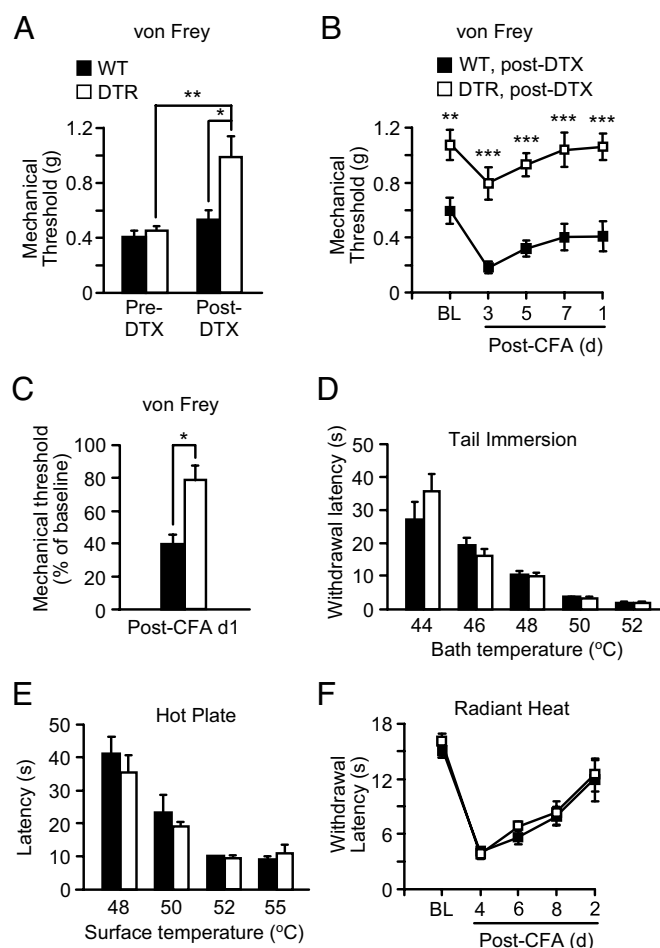 A
von Frey
WT
DTR
**
*
1.2
0.8
0.4
0
Mechanical
Threshold (g)
Pre-
DTX
Post-
DTX
B
von Frey
WT, post-DTX
DTR, post-DTX
** *** *** *** ***
1.2
0.8
0.4
0
Mechanical
Threshold (g)
BL 3 5 7 1
Post-CFA (d)
C
von Frey
*
100
80
60
40
20
0
Mechanical threshold
(% of baseline)
Post-CFA d1
D
Tail Immersion
50
40
30
20
10
0
Withdrawal latency (s)
44 46 48 50 52
Bath temperature (ºC)
E
Hot Plate
50
40
30
20
10
0
Latency (s)
48 50 52 55
Surface temperature (ºC)
F
Radiant Heat
18
12
6
0
Withdrawal
Latency (s)
BL 4 6 8 2
Post-CFA (d)